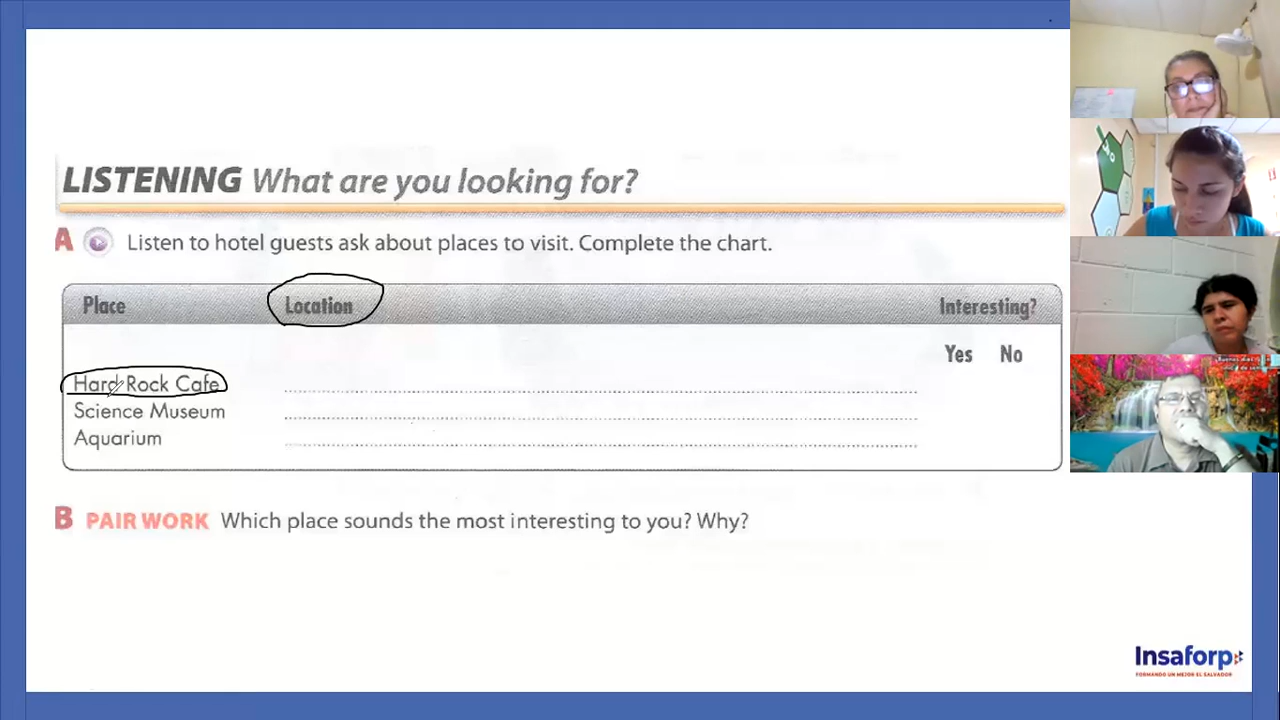 LISTENING What are you looking for?
A Listen to hotel guests ask about places to visit. Complete the chart.
Place Location Interesting?
Yes No
Hard Rock Cafe
Science Museum
Aquarium
B PAIR WORK Which place sounds the most interesting to you? Why?
Insaforp
FORMANDO UN MEJOR EL SALVADOR